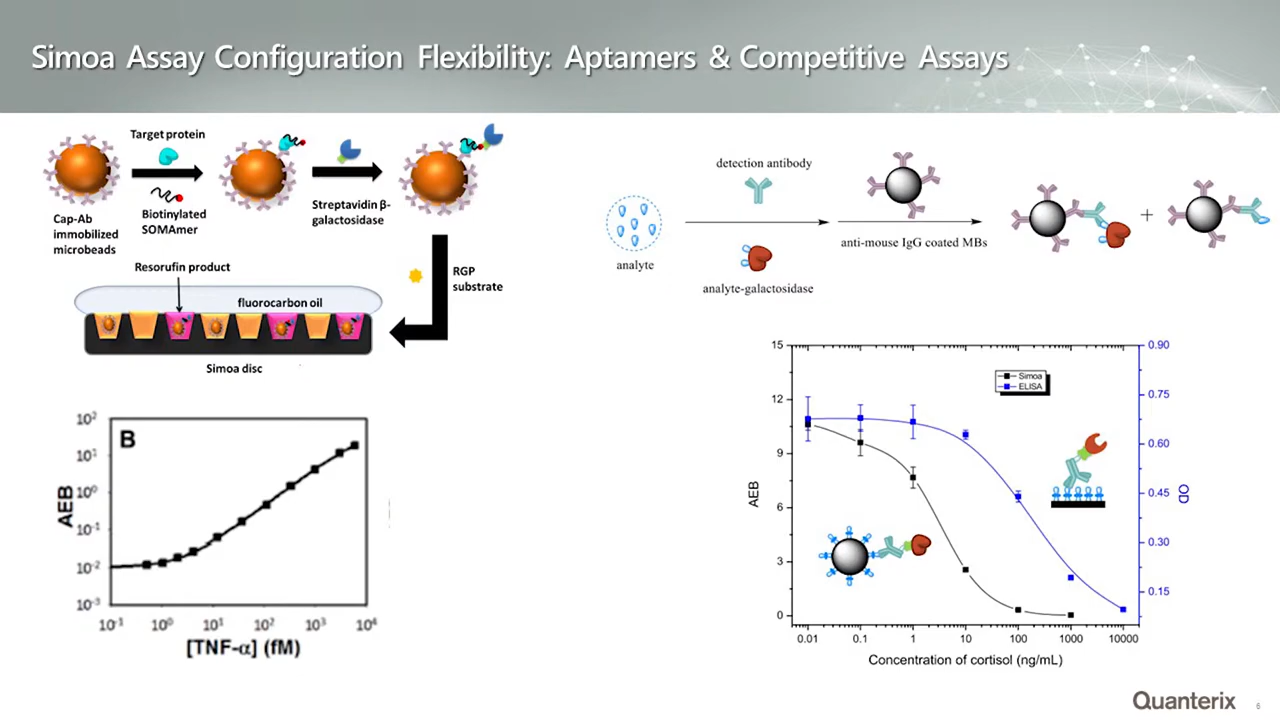 Simoa Assay Configuration Flexibility: Aptamers & Competitive Assays
Target protein
Cap-Ab
immobilized
microbeads
Biotinylated
SOMAmer
Streptavidin β-
galactosidase
Resorufin product
RGP
substrate
fluorocarbon oil
Simoa disc
detection antibody
analyte
analyte-galactosidase
anti-mouse IgG coated MBs
+
B
AEB
10²
10¹
10⁰
10⁻¹
10⁻²
10⁻³
10⁻¹ 10⁰ 10¹ 10² 10³ 10⁴
[TNF-α] (fM)
Simoa
ELISA
AEB
15
12
9
6
3
0
OD
0.90
0.75
0.60
0.45
0.30
0.15
0.01 0.1 1 10 100 1000 10000
Concentration of cortisol (ng/mL)
Quanterix
6